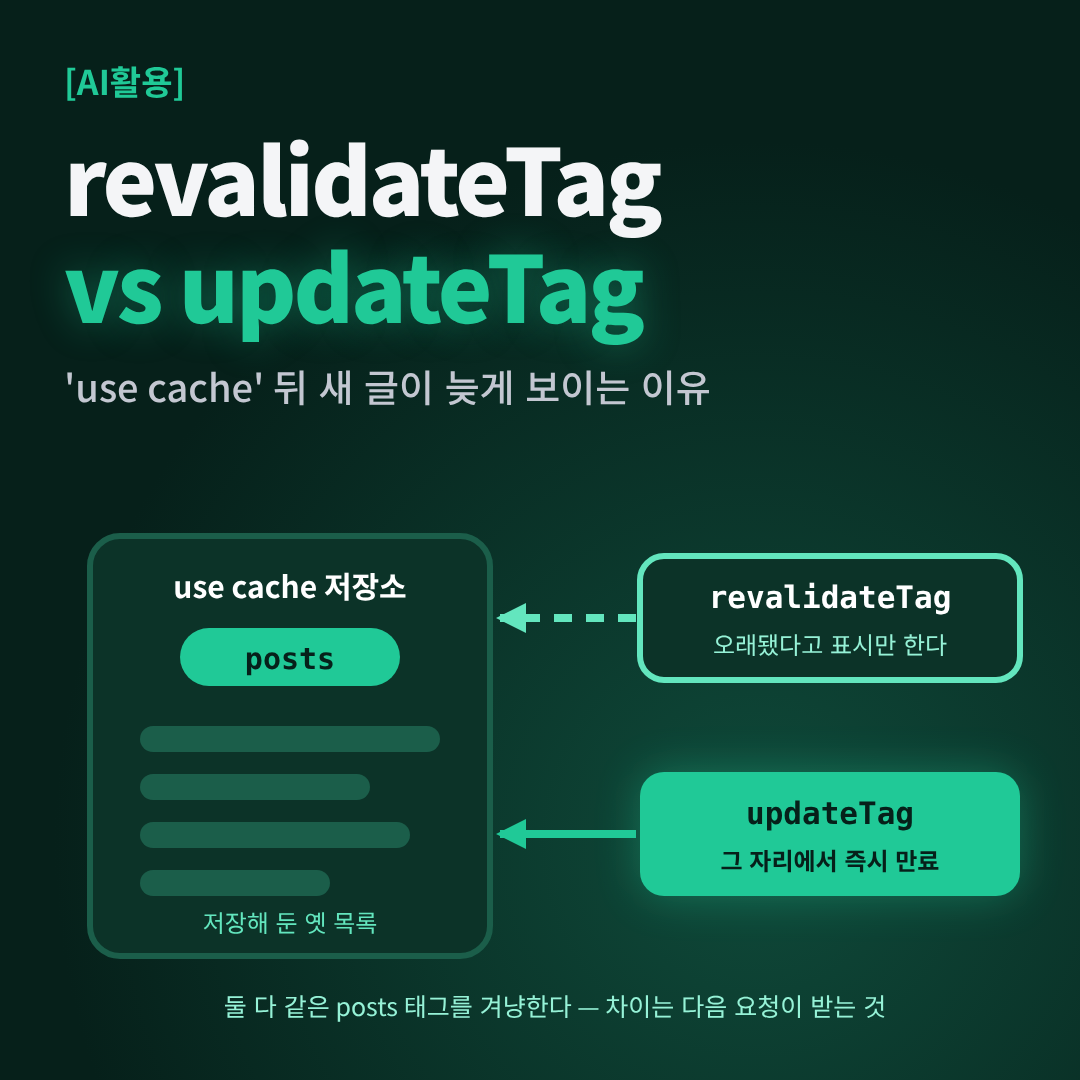 [AI활용]
revalidateTag
vs updateTag
'use cache' 뒤 새 글이 늦게 보이는 이유
use cache 저장소
posts
저장해 둔 옛 목록
revalidateTag
오래됐다고 표시만 한다
updateTag
그 자리에서 즉시 만료
둘 다 같은 posts 태그를 겨냥한다 — 차이는 다음 요청이 받는 것